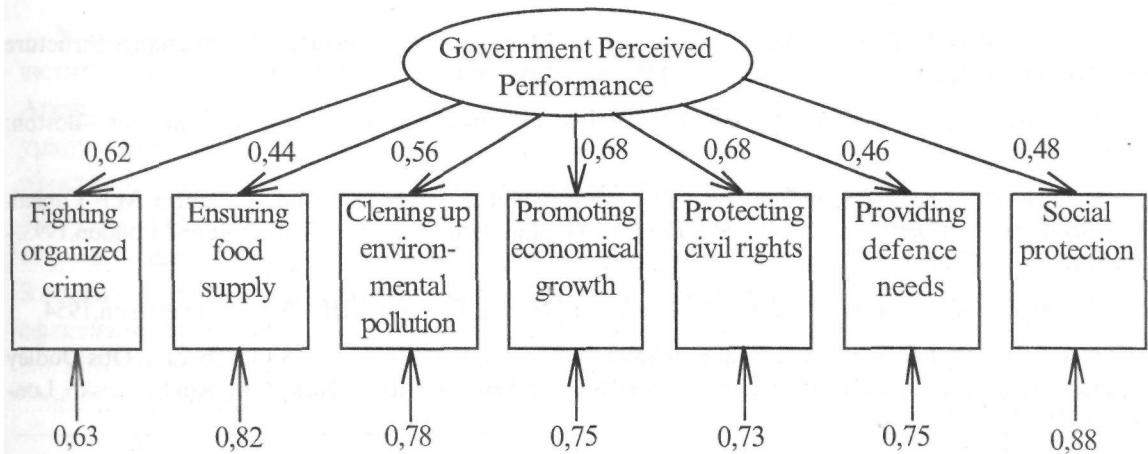 Government Perceived
Performance
0,62
0,44
0,56
0,68
0,68
0,46
0,48
Fighting
organized
crime
Ensuring
food
supply
Clening up
environ-
mental
pollution
Promoting
economical
growth
Protecting
civil rights
Providing
defence
needs
Social
protection
0,63
0,82
0,78
0,75
0,73
0,75
0,88